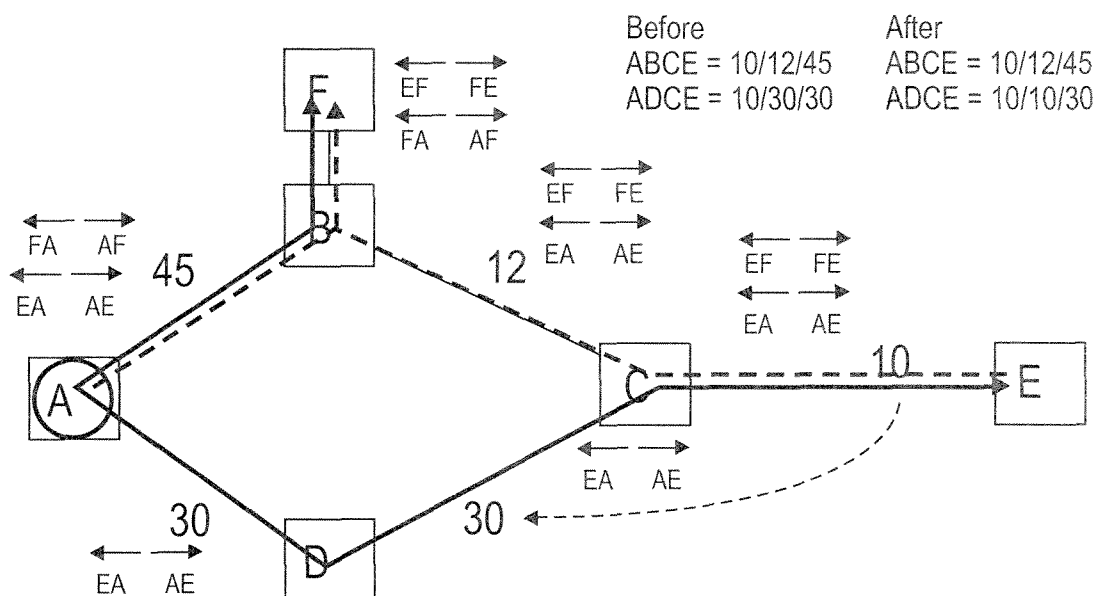 Before After
ABCE = 10/12/45 ABCE = 10/12/45
ADCE = 10/30/30 ADCE = 10/10/30
F
EF FE
FA AF
EF FE
EA AE
B
FA AF
EA AE
45
12
EF FE
EA AE
10
A
C
E
EA AE
30
30
D
EA AE